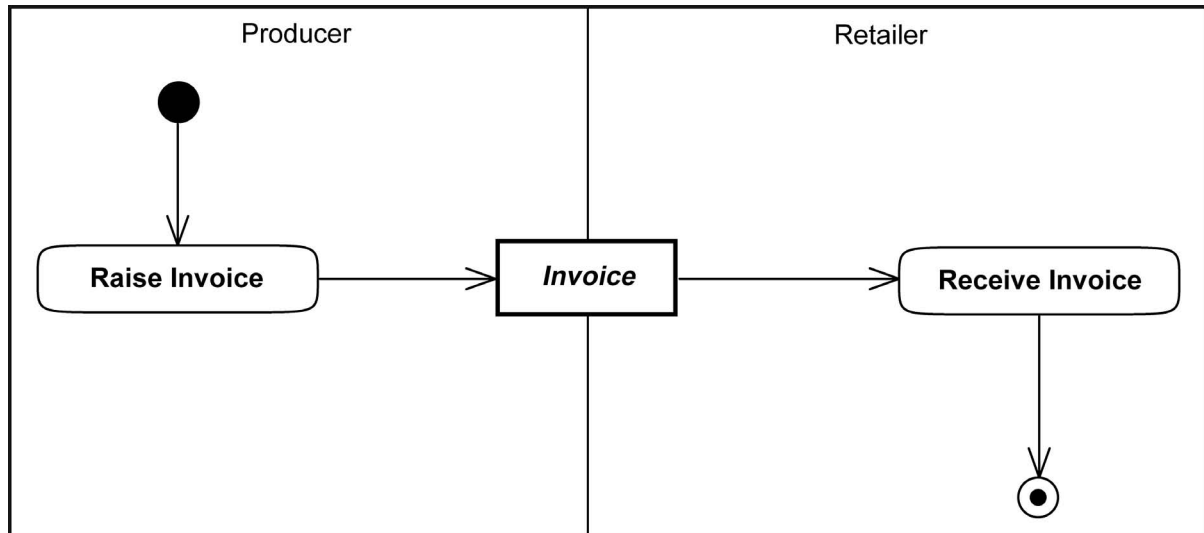 Producer
Retailer
Raise Invoice
Invoice
Receive Invoice